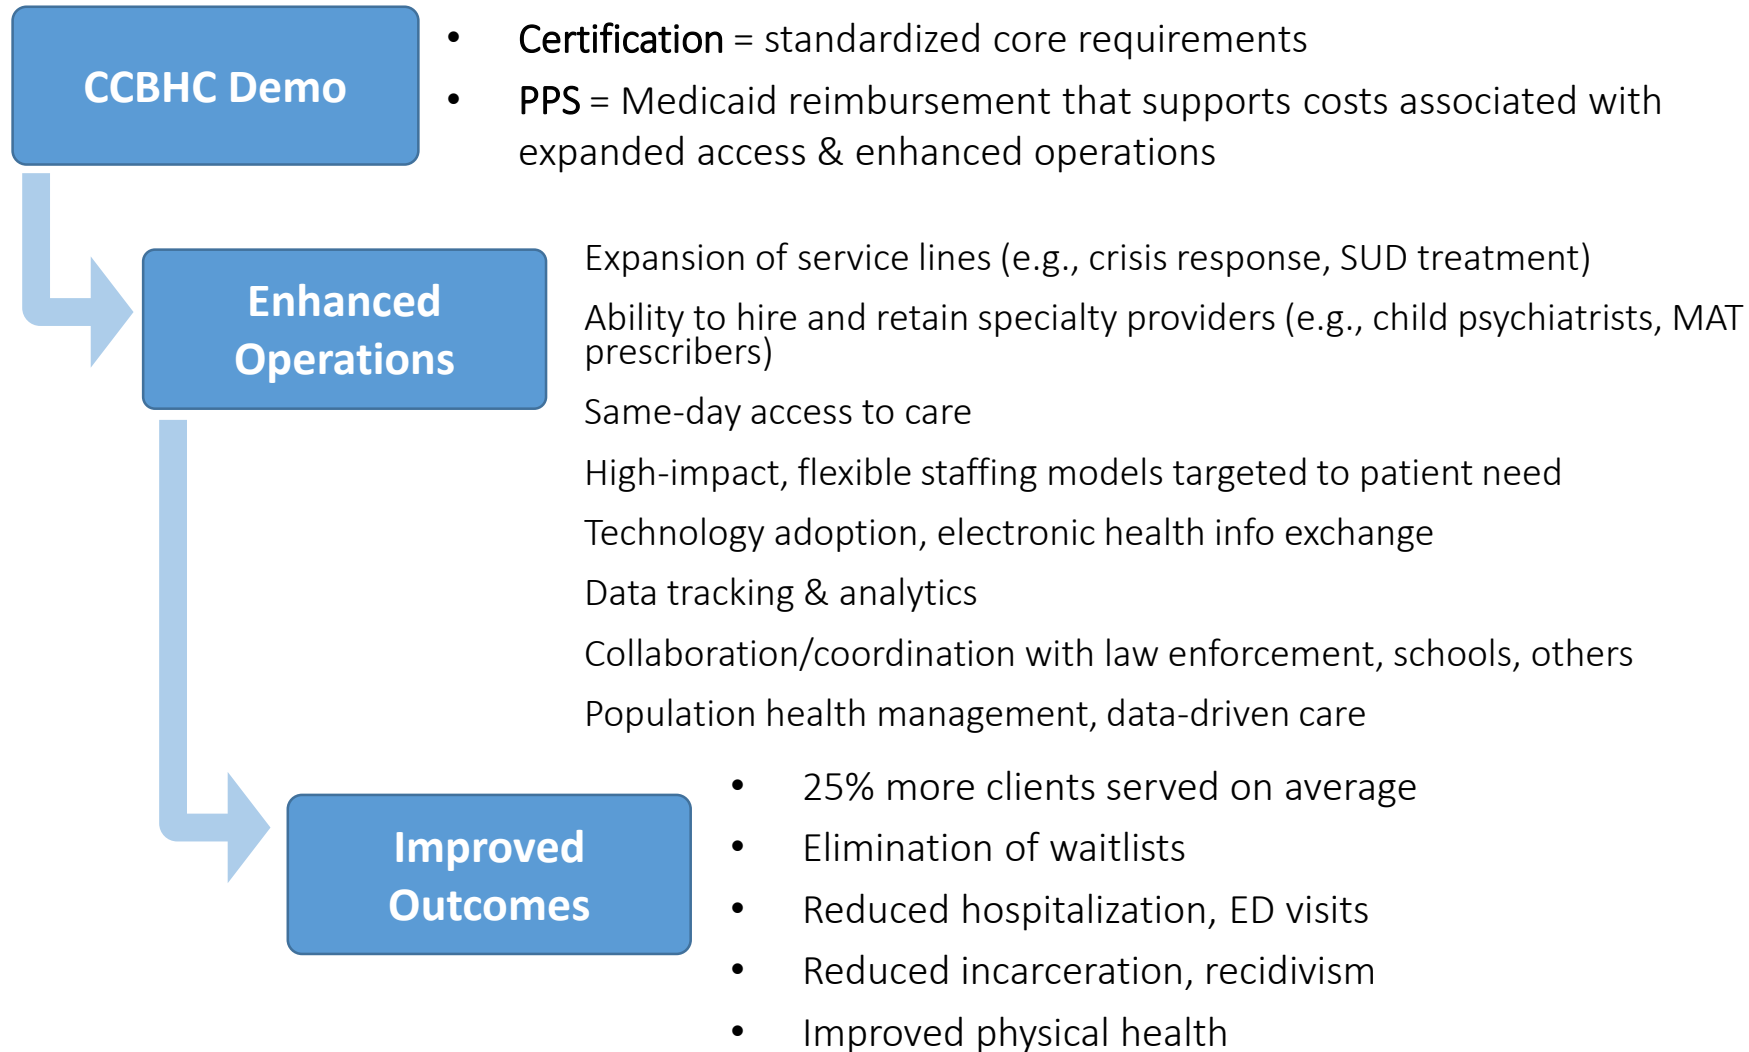 CCBHC Demo
• Certification = standardized core requirements
• PPS = Medicaid reimbursement that supports costs associated with
expanded access & enhanced operations
Enhanced
Operations
Expansion of service lines (e.g., crisis response, SUD treatment)
Ability to hire and retain specialty providers (e.g., child psychiatrists, MAT
prescribers)
Same-day access to care
High-impact, flexible staffing models targeted to patient need
Technology adoption, electronic health info exchange
Data tracking & analytics
Collaboration/coordination with law enforcement, schools, others
Population health management, data-driven care
Improved
Outcomes
• 25% more clients served on average
• Elimination of waitlists
• Reduced hospitalization, ED visits
• Reduced incarceration, recidivism
• Improved physical health